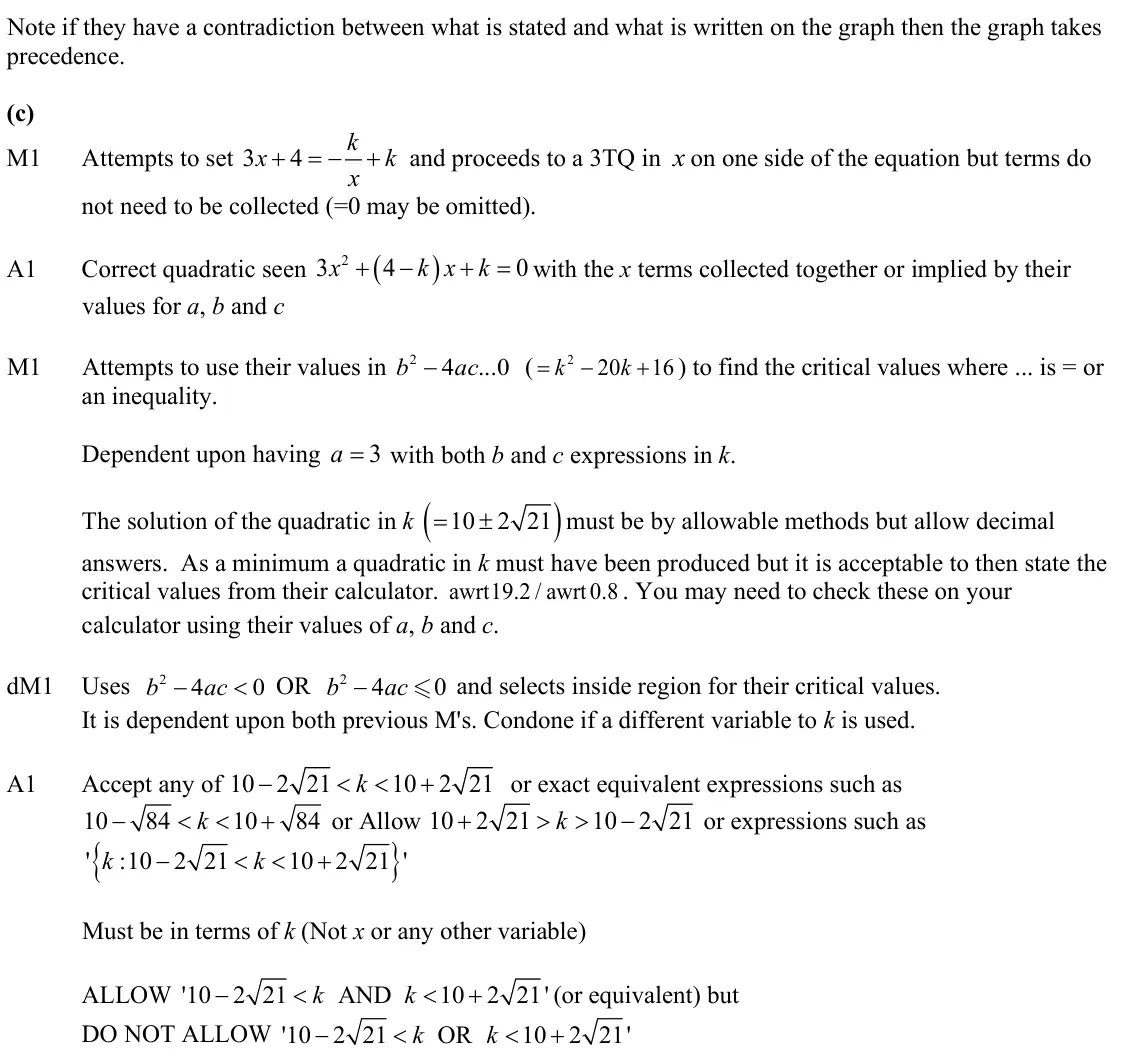 Note if they have a contradiction between what is stated and what is written on the graph then the graph takes
precedence.
(c)
M1 Attempts to set 3x + 4 = −k/x + k and proceeds to a 3TQ in x on one side of the equation but terms do
not need to be collected (=0 may be omitted).
A1 Correct quadratic seen 3x² + (4 − k)x + k = 0 with the x terms collected together or implied by their
values for a, b and c
M1 Attempts to use their values in b² − 4ac...0 (= k² − 20k + 16) to find the critical values where ... is = or
an inequality.
Dependent upon having a = 3 with both b and c expressions in k.
The solution of the quadratic in k (= 10 ± 2√21) must be by allowable methods but allow decimal
answers. As a minimum a quadratic in k must have been produced but it is acceptable to then state the
critical values from their calculator. awrt19.2 / awrt0.8 . You may need to check these on your
calculator using their values of a, b and c.
dM1 Uses b² − 4ac < 0 OR b² − 4ac ⩽ 0 and selects inside region for their critical values.
It is dependent upon both previous M's. Condone if a different variable to k is used.
A1 Accept any of 10 − 2√21 < k < 10 + 2√21 or exact equivalent expressions such as
10 − √84 < k < 10 + √84 or Allow 10 + 2√21 > k > 10 − 2√21 or expressions such as
'{k : 10 − 2√21 < k < 10 + 2√21}'
Must be in terms of k (Not x or any other variable)
ALLOW '10 − 2√21 < k AND k < 10 + 2√21' (or equivalent) but
DO NOT ALLOW '10 − 2√21 < k OR k < 10 + 2√21'